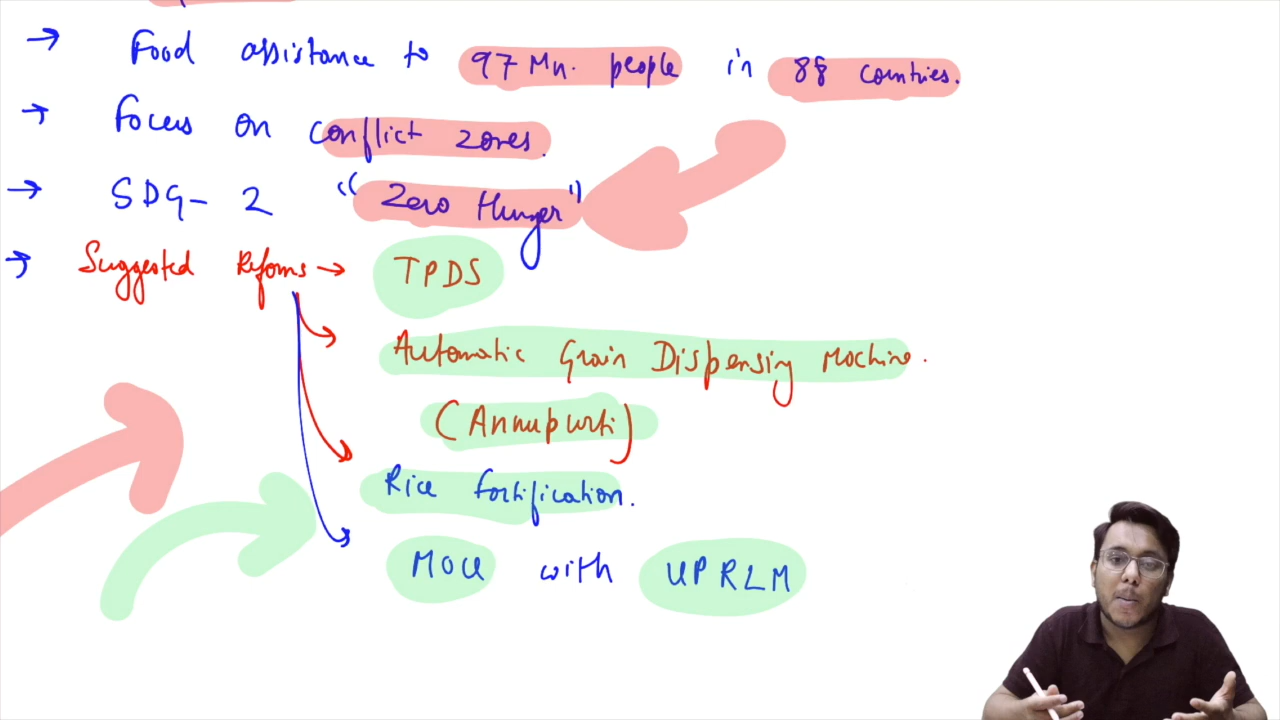 → Food assistance to 97 Mn. people in 88 countries.
→ Focus on conflict zones.
→ SDG-2 "Zero Hunger"
→ Suggested Reforms → TPDS
Automatic Grain Dispensing Machine.
(Annupurti)
Rice fortification.
MOU with UPRLM